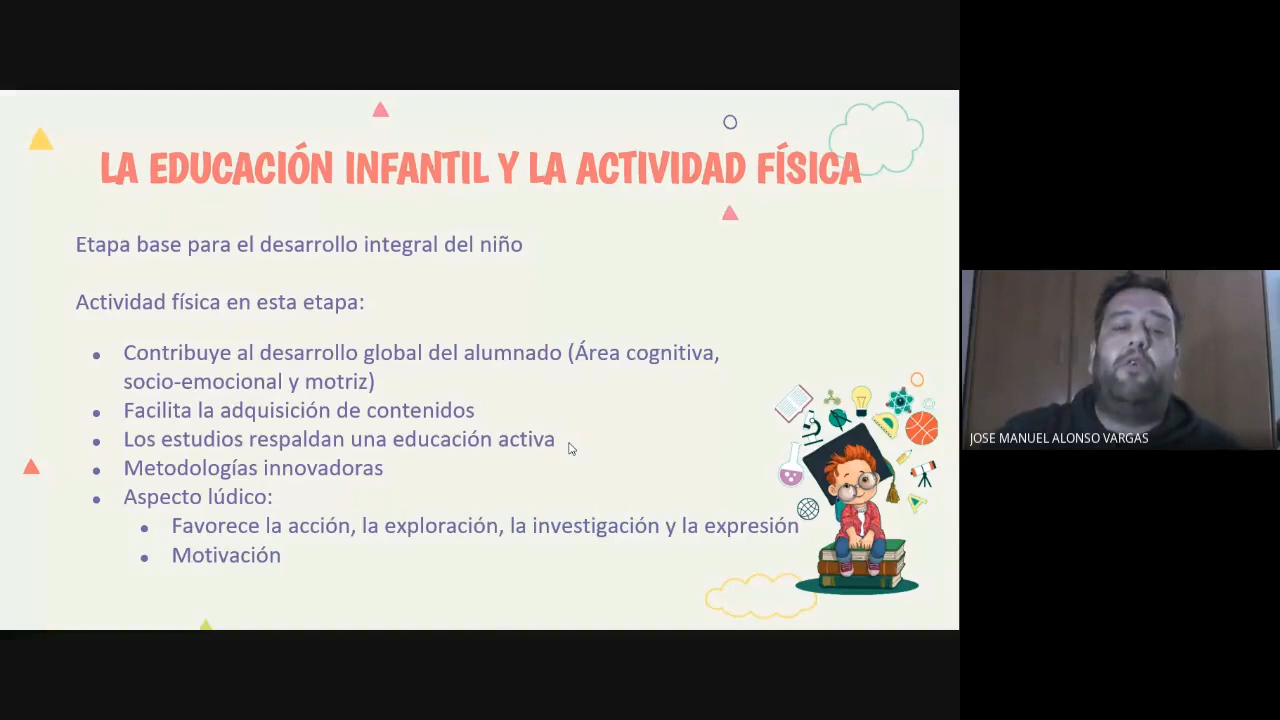 LA EDUCACIÓN INFANTIL Y LA ACTIVIDAD FÍSICA
Etapa base para el desarrollo integral del niño
Actividad física en esta etapa:
• Contribuye al desarrollo global del alumnado (Área cognitiva,
socio-emocional y motriz)
• Facilita la adquisición de contenidos
• Los estudios respaldan una educación activa
• Metodologías innovadoras
• Aspecto lúdico:
• Favorece la acción, la exploración, la investigación y la expresión
• Motivación
JOSE MANUEL ALONSO VARGAS